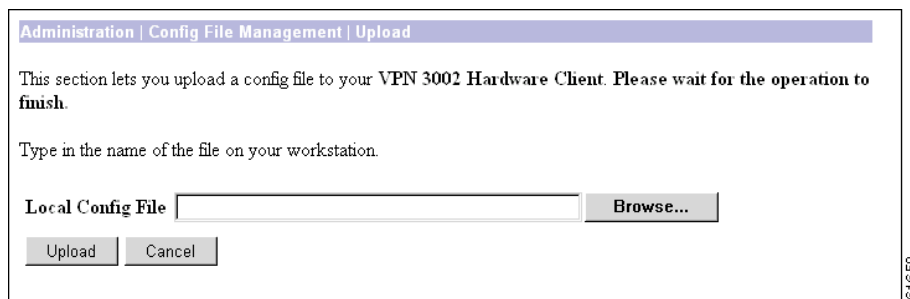 Administration | Config File Management | Upload
This section lets you upload a config file to your VPN 3002 Hardware Client. Please wait for the operation to
finish.
Type in the name of the file on your workstation.
Local Config File Browse...
Upload Cancel